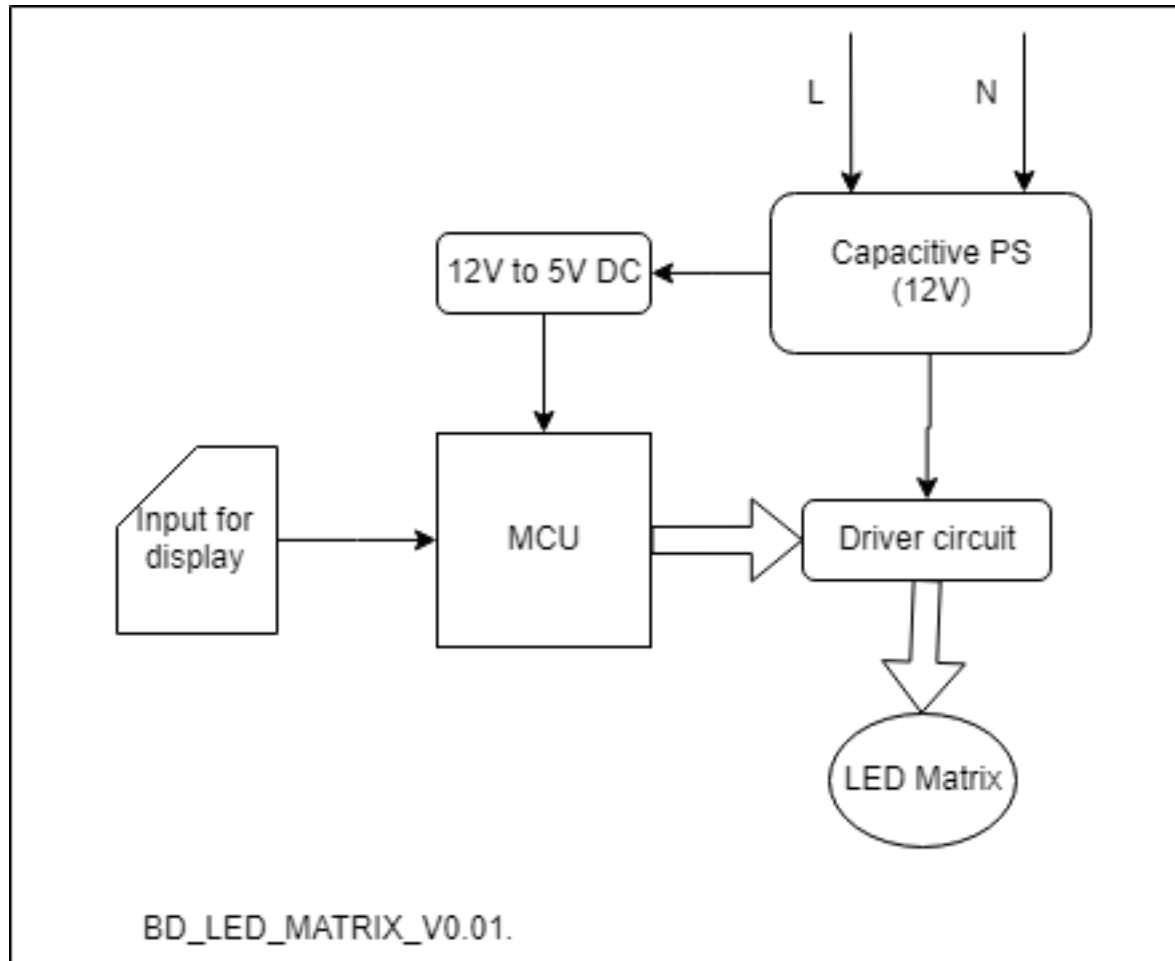 L
N
Capacitive PS
(12V)
12V to 5V DC
Input for
display
MCU
Driver circuit
LED Matrix
BD_LED_MATRIX_V0.01.